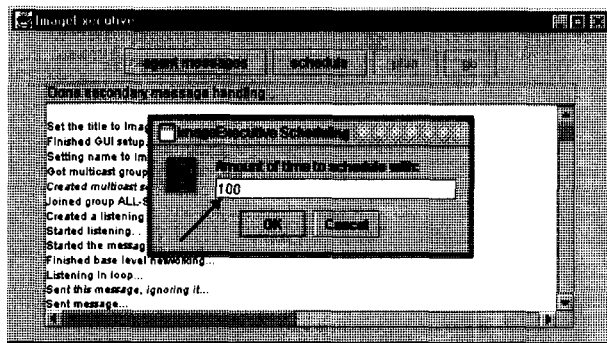 ImageExecutive
agent messages schedule plan go
Done secondary message handling...
Set the title to Imag
Finished GUI setup.
Setting name to Im
Got multicast group
Created multicast s
Joined group ALL-S
Created a listening
Started listening...
Started the messag
Finished base level networking...
Listening in loop...
Sent this message, ignoring it...
Sent message...
ImageExecutive Scheduling
Amount of time to schedule with:
100
OK Cancel